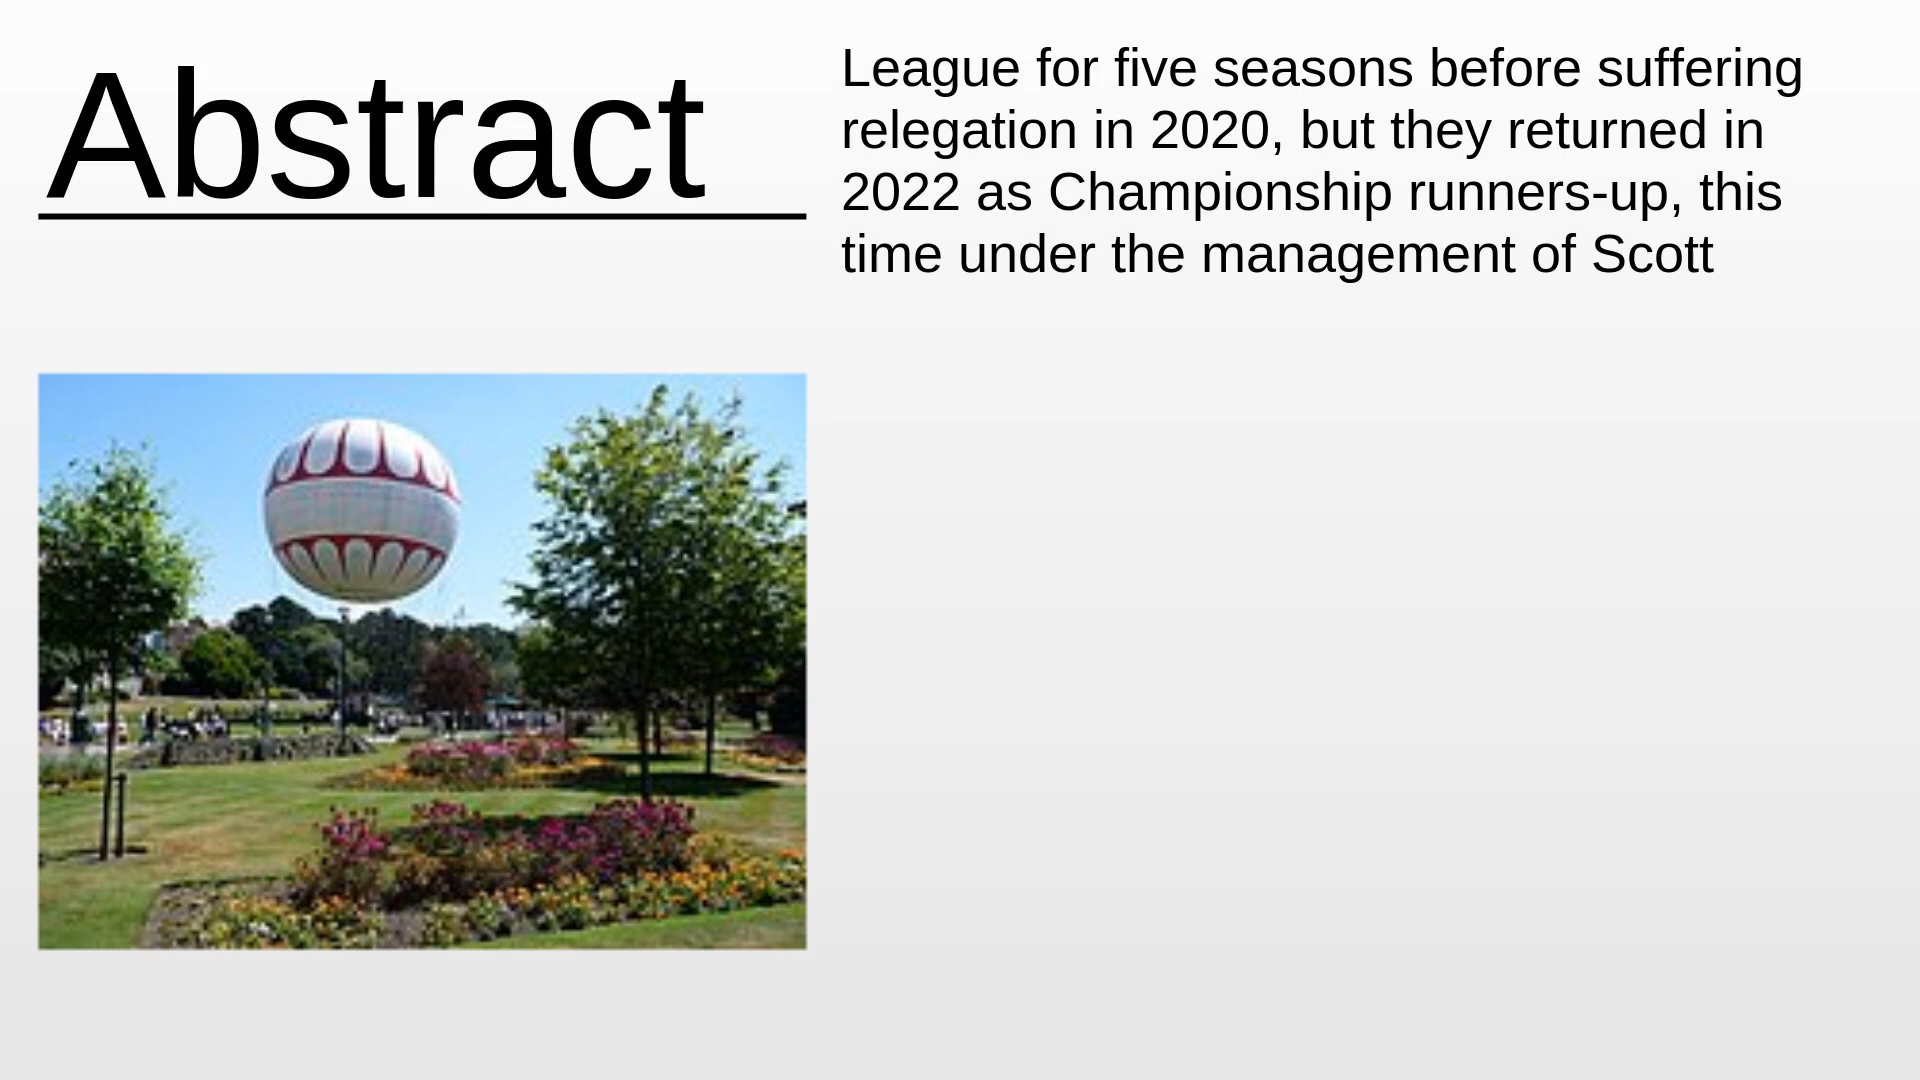 Abstract
League for five seasons before suffering
relegation in 2020, but they returned in
2022 as Championship runners-up, this
time under the management of Scott